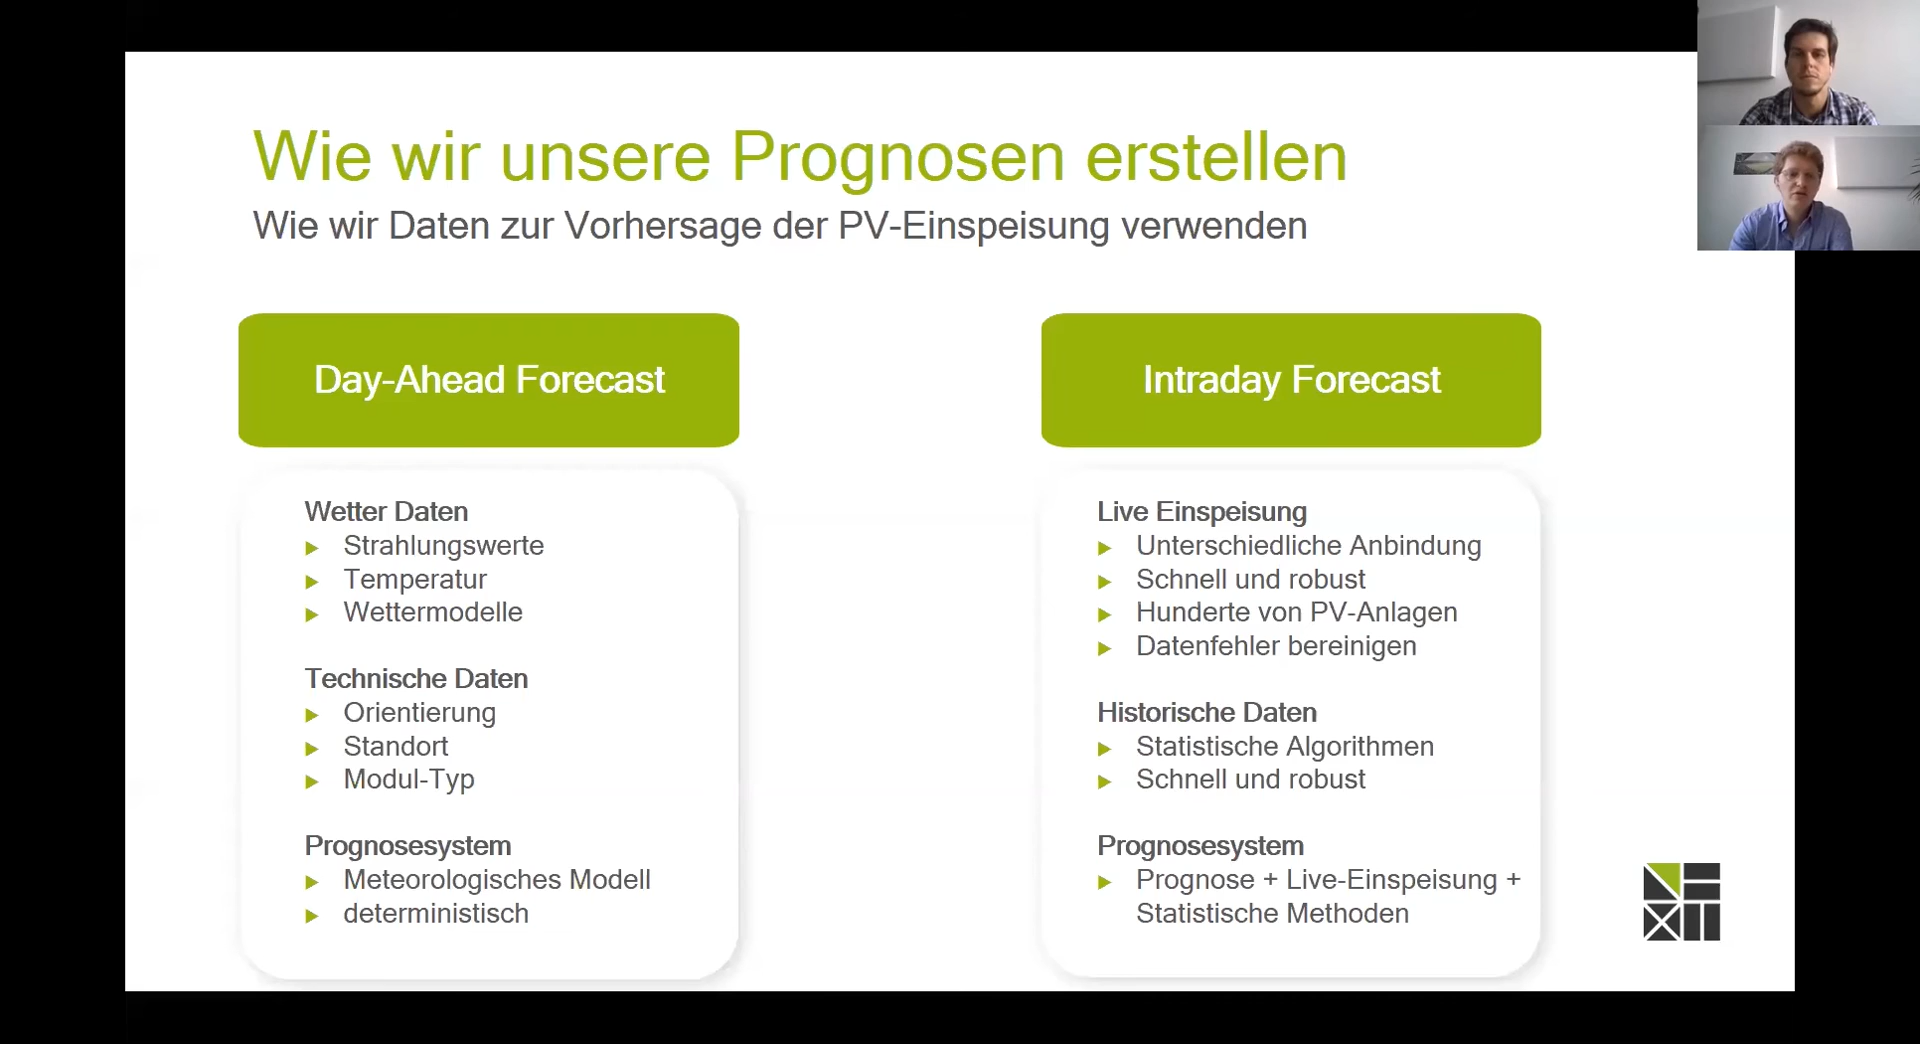 Wie wir unsere Prognosen erstellen
Wie wir Daten zur Vorhersage der PV-Einspeisung verwenden
Day-Ahead Forecast
Wetter Daten
Strahlungswerte
Temperatur
Wettermodelle
Technische Daten
Orientierung
Standort
Modul-Typ
Prognosesystem
Meteorologisches Modell
deterministisch
Intraday Forecast
Live Einspeisung
Unterschiedliche Anbindung
Schnell und robust
Hunderte von PV-Anlagen
Datenfehler bereinigen
Historische Daten
Statistische Algorithmen
Schnell und robust
Prognosesystem
Prognose + Live-Einspeisung +
Statistische Methoden
NEXT